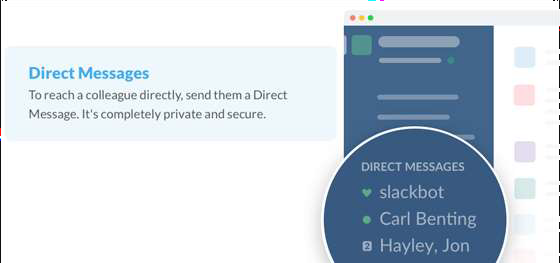 Direct Messages
To reach a colleague directly, send them a Direct
Message. It's completely private and secure.
DIRECT MESSAGES
slackbot
Carl Benting
2 Hayley, Jon